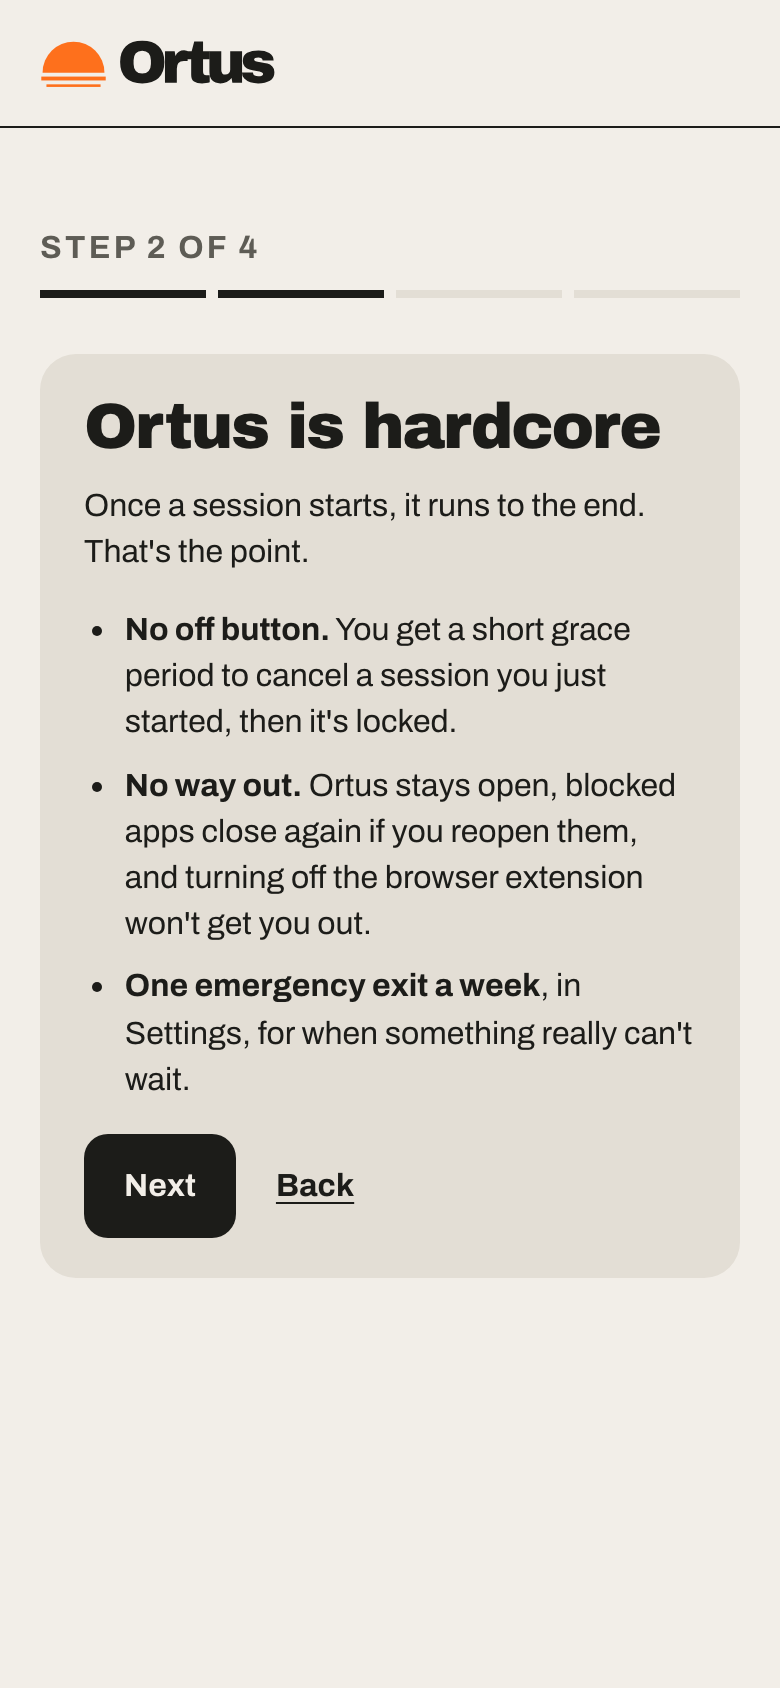 Ortus
STEP 2 OF 4
Ortus is hardcore
Once a session starts, it runs to the end.
That's the point.
• No off button. You get a short grace
period to cancel a session you just
started, then it's locked.
• No way out. Ortus stays open, blocked
apps close again if you reopen them,
and turning off the browser extension
won't get you out.
• One emergency exit a week, in
Settings, for when something really can't
wait.
Next Back